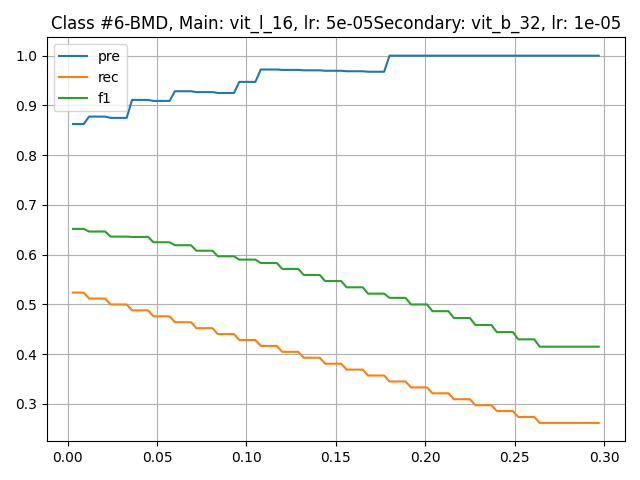 Class #6-BMD, Main: vit_l_16, lr: 5e-05Secondary: vit_b_32, lr: 1e-05
pre
rec
f1
1.0
0.9
0.8
0.7
0.6
0.5
0.4
0.3
0.00 0.05 0.10 0.15 0.20 0.25 0.30